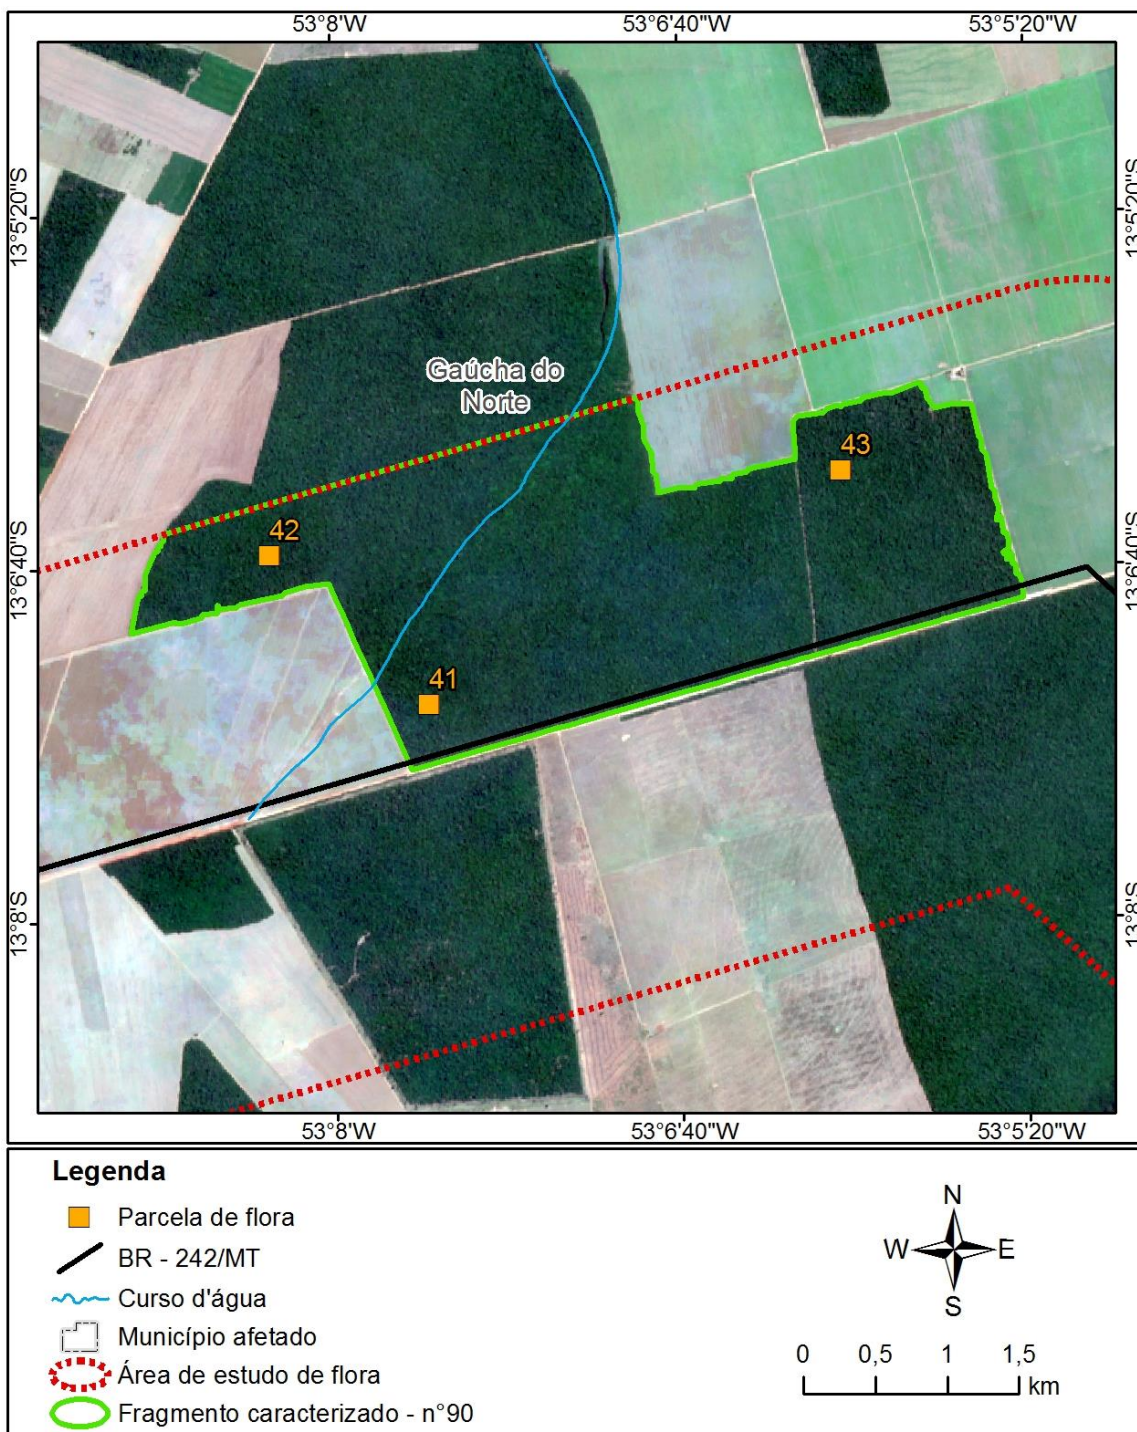 53°8'W 53°6'40"W 53°5'20"W
13°5'20"S 13°5'20"S
Gaúcha do
Norte
43
42
13°6'40"S 13°6'40"S
41
13°8'S 13°8'S
53°8'W 53°6'40"W 53°5'20"W
Legenda
Parcela de flora
BR - 242/MT
Curso d'água
Município afetado
Área de estudo de flora
Fragmento caracterizado - n°90
N
W E
S
0 0,5 1 1,5
km